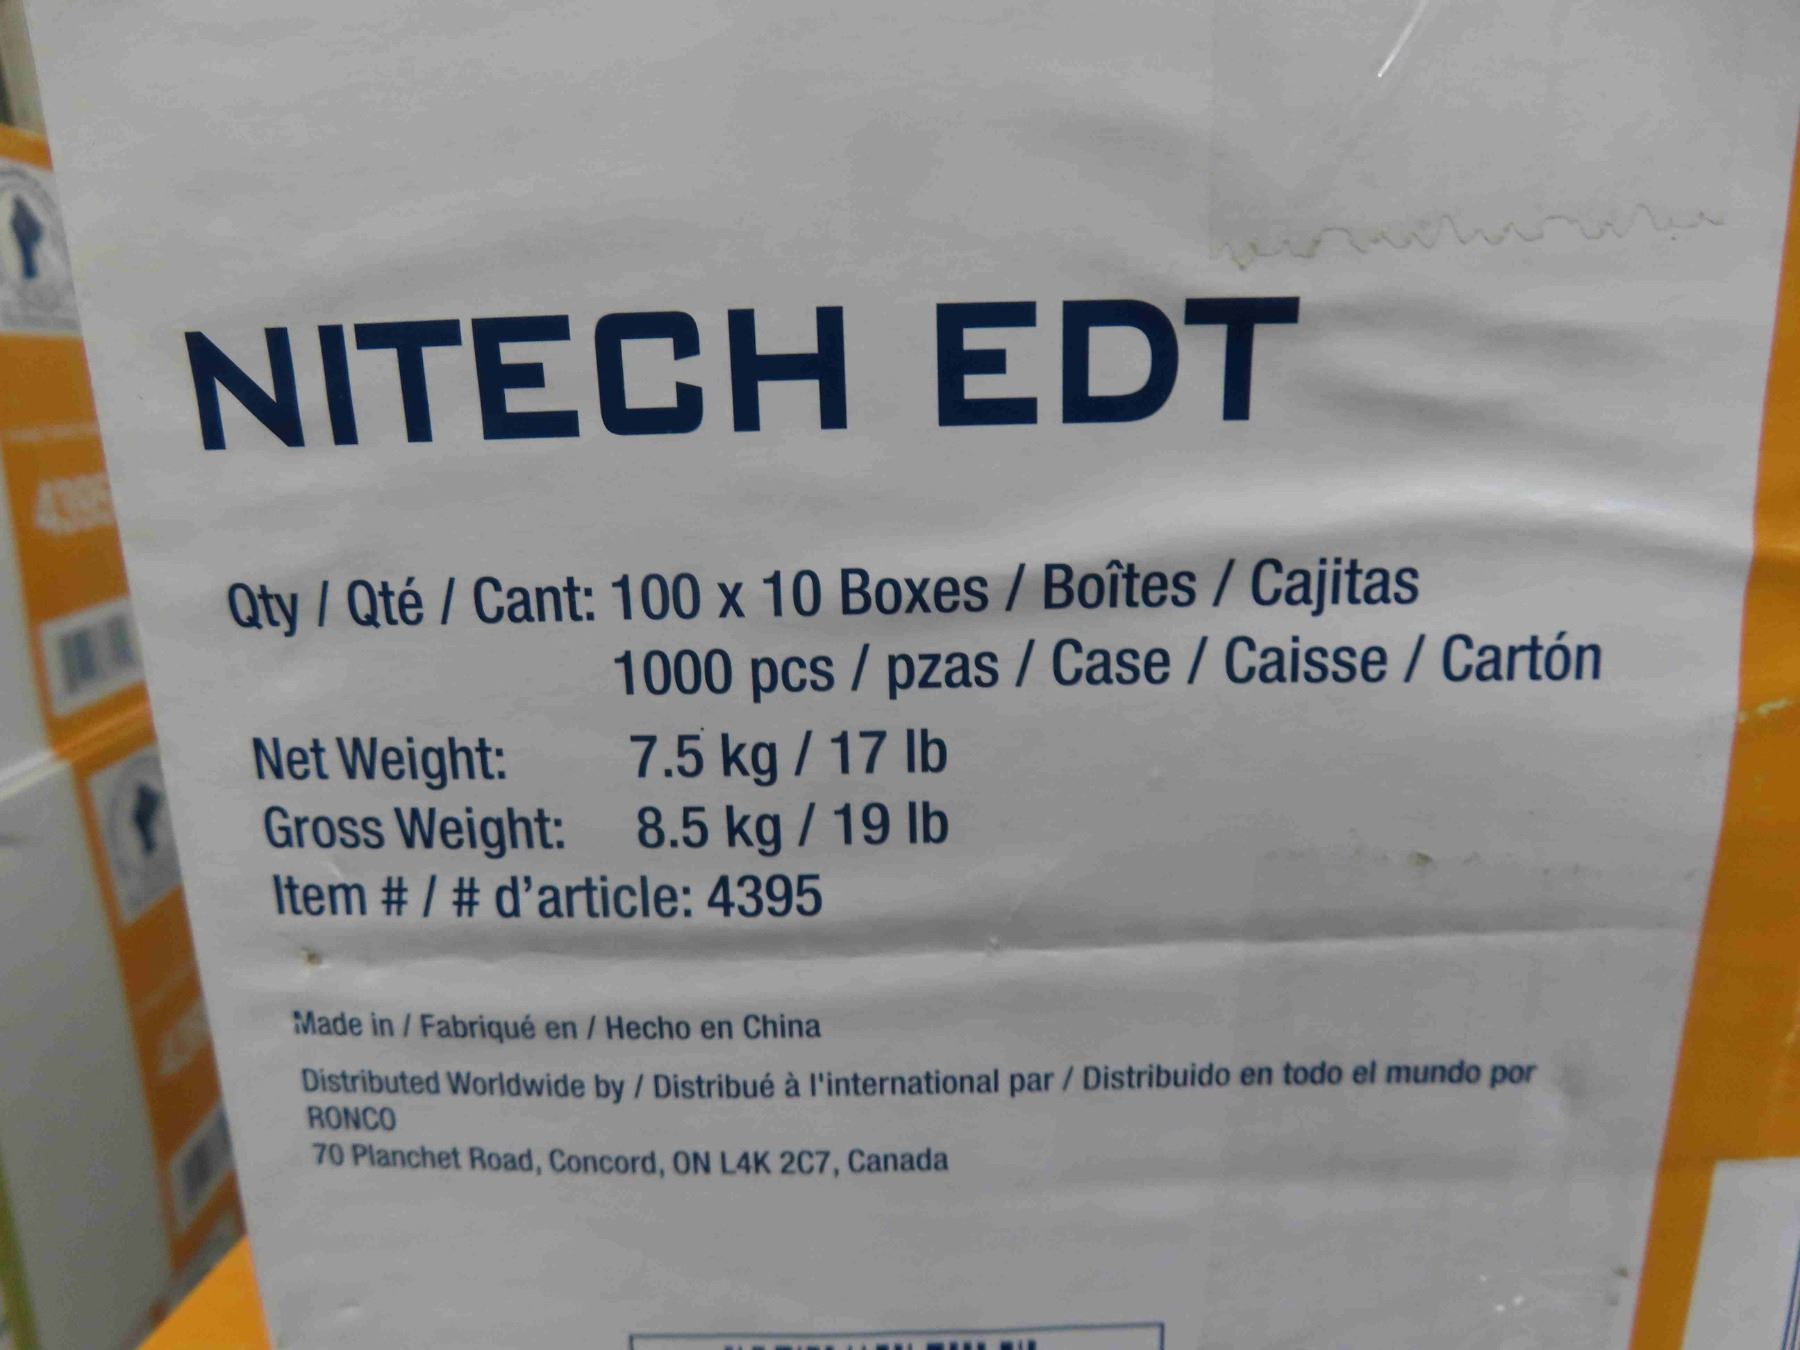 NITECH EDT
Qty / Qté / Cant: 100 x 10 Boxes / Boîtes / Cajitas
1000 pcs / pzas / Case / Caisse / Cartón
Net Weight: 7.5 kg / 17 lb
Gross Weight: 8.5 kg / 19 lb
Item # / # d'article: 4395
Made in / Fabriqué en / Hecho en China
Distributed Worldwide by / Distribué à l'international par / Distribuido en todo el mundo por
RONCO
70 Planchet Road, Concord, ON L4K 2C7, Canada
4395